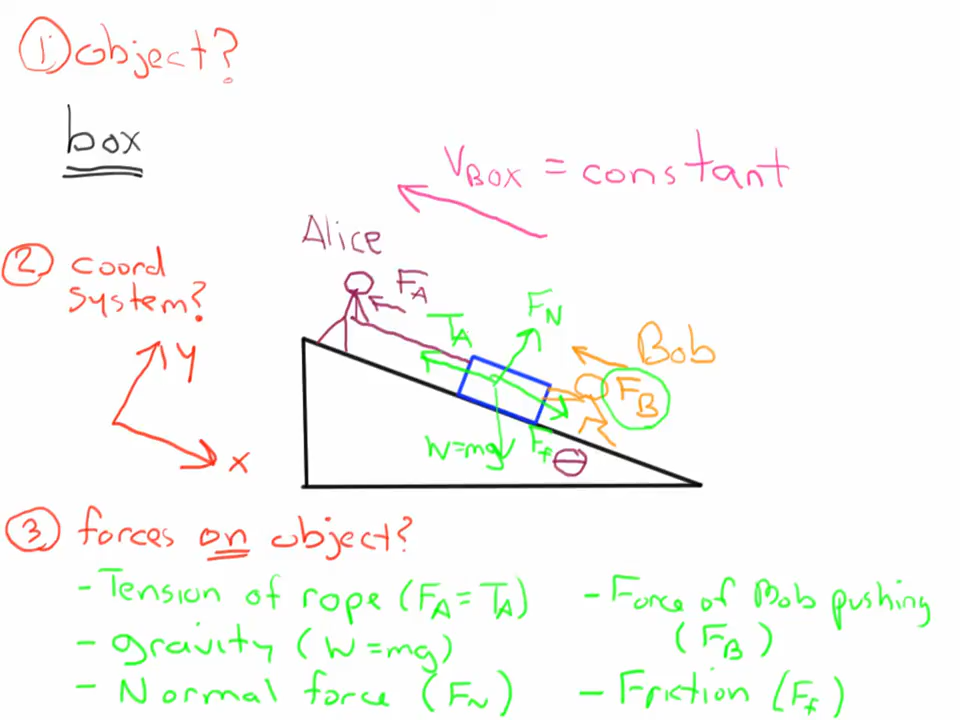 ① object?
box
V_BOX = constant
Alice
② coord
system?
y
x
F_A
T_A
F_N
Bob
F_B
W=mg
F_f
θ
③ forces on object?
- Tension of rope (F_A = T_A)
- gravity (W = mg)
- Normal force (F_N)
- Force of Bob pushing
(F_B)
- Friction (F_f)